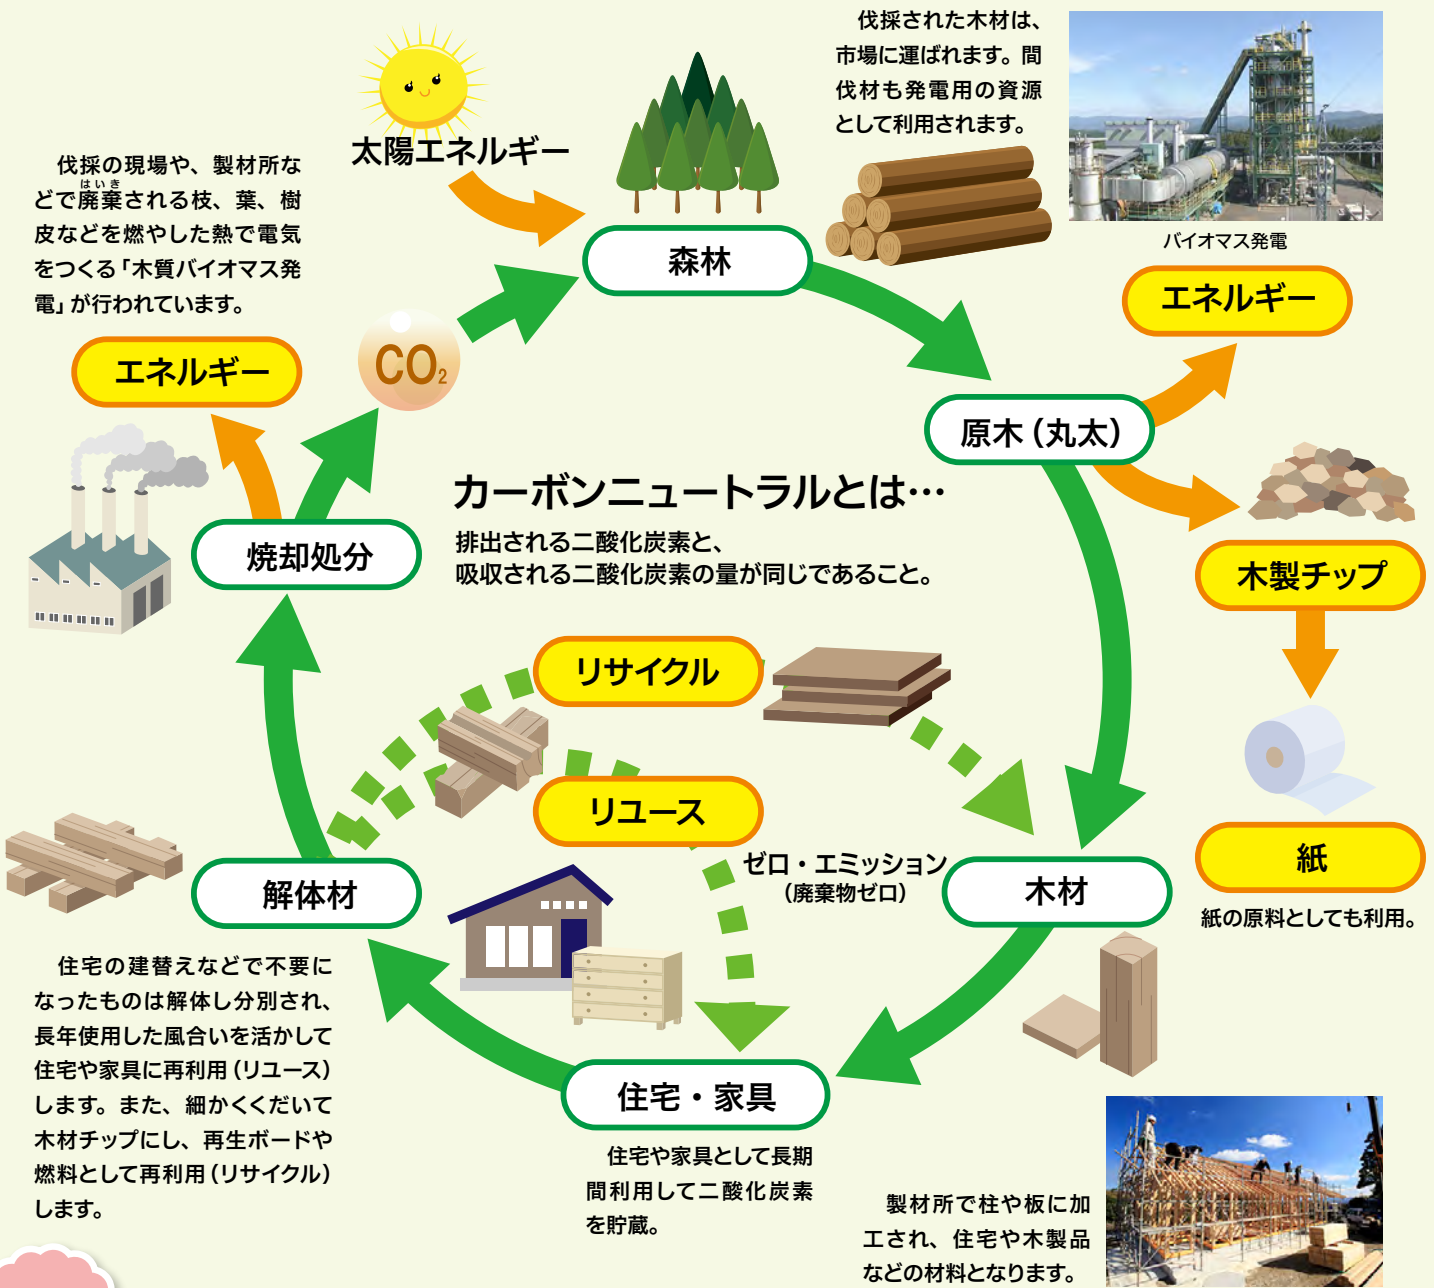 太陽エネルギー
伐採された木材は、
市場に運ばれます。間
伐材も発電用の資源
として利用されます。
バイオマス発電
伐採の現場や、製材所な
はいき
どで廃棄される枝、葉、樹
皮などを燃やした熱で電気
をつくる「木質バイオマス発
電」が行われています。
森林
エネルギー
エネルギー
CO2
原木（丸太）
カーボンニュートラルとは…
排出される二酸化炭素と、
吸収される二酸化炭素の量が同じであること。
焼却処分
木製チップ
リサイクル
リユース
ゼロ・エミッション
（廃棄物ゼロ）
紙
紙の原料としても利用。
解体材
木材
住宅の建替えなどで不要に
なったものは解体し分別され、
長年使用した風合いを活かして
住宅や家具に再利用（リユース）
します。また、細かくくだいて
木材チップにし、再生ボードや
燃料として再利用（リサイクル）
します。
住宅・家具
住宅や家具として長期
間利用して二酸化炭素
を貯蔵。
製材所で柱や板に加
工され、住宅や木製品
などの材料となります。